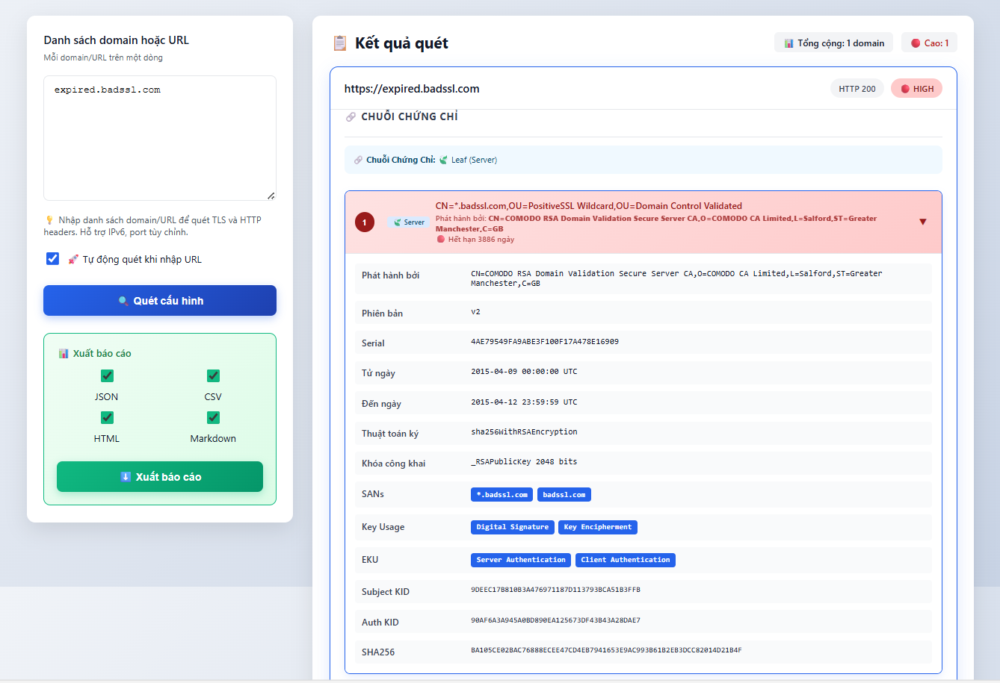 Danh sách domain hoặc URL
Mỗi domain/URL trên một dòng
expired.badssl.com
💡 Nhập danh sách domain/URL để quét TLS và HTTP
headers. Hỗ trợ IPv6, port tùy chỉnh.
🚀 Tự động quét khi nhập URL
🔍 Quét cấu hình
📊 Xuất báo cáo
JSON
CSV
HTML
Markdown
⬇️ Xuất báo cáo
📋 Kết quả quét
📊 Tổng cộng: 1 domain
🔴 Cao: 1
https://expired.badssl.com
HTTP 200
🔴 HIGH
🔗 CHUỖI CHỨNG CHỈ
🔗 Chuỗi Chứng Chỉ: 🌿 Leaf (Server)
1
🌿 Server
CN=*.badssl.com,OU=PositiveSSL Wildcard,OU=Domain Control Validated
Phát hành bởi: CN=COMODO RSA Domain Validation Secure Server CA,O=COMODO CA Limited,L=Salford,ST=Greater
Manchester,C=GB
🔴 Hết hạn 3886 ngày
▼
Phát hành bởi
CN=COMODO RSA Domain Validation Secure Server CA,O=COMODO CA Limited,L=Salford,ST=Greater
Manchester,C=GB
Phiên bản
v2
Serial
4AE79549FA9ABE3F100F17A478E16909
Từ ngày
2015-04-09 00:00:00 UTC
Đến ngày
2015-04-12 23:59:59 UTC
Thuật toán ký
sha256WithRSAEncryption
Khóa công khai
_RSAPublicKey 2048 bits
SANs
*.badssl.com
badssl.com
Key Usage
Digital Signature
Key Encipherment
EKU
Server Authentication
Client Authentication
Subject KID
9DEEC17B810B3A476971187D113793BCA51B3FFB
Auth KID
90AF6A3A945A0BD890EA125673DF43B43A28DAE7
SHA256
BA105CE02BAC76888ECEE47CD4EB7941653E9AC993B61B2EB3DCC82014D21B4F